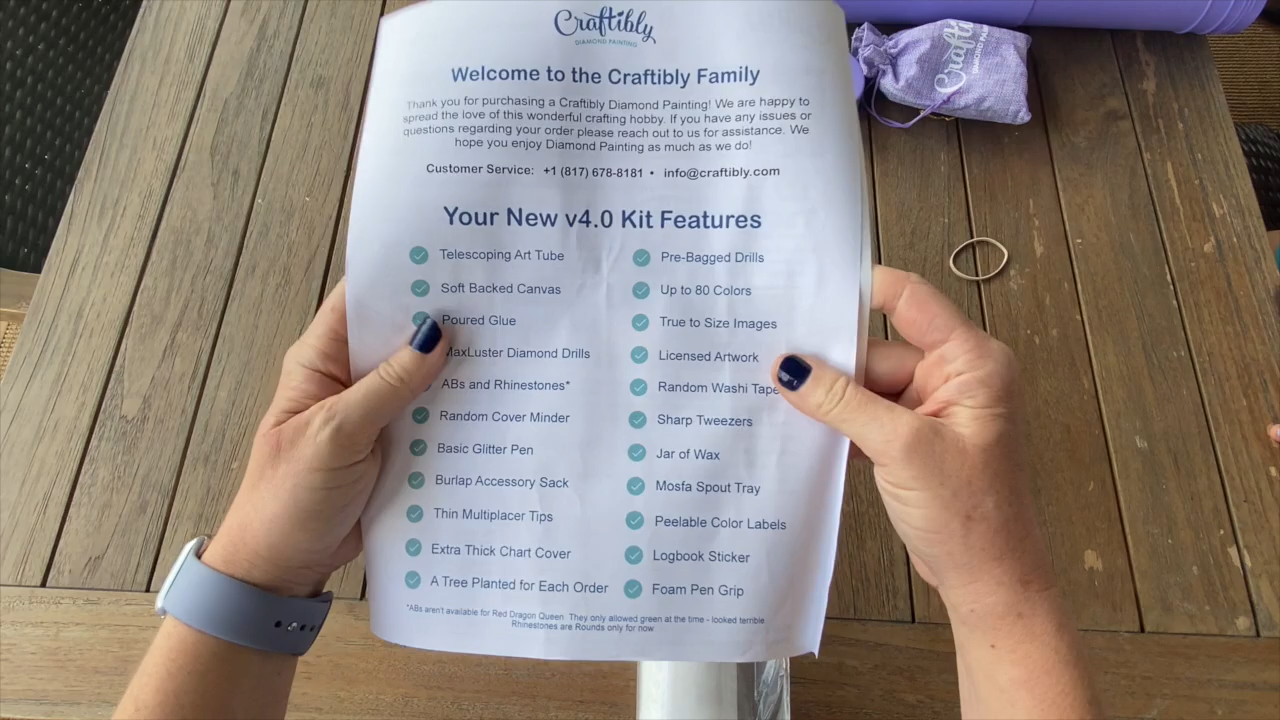 Craftibly
DIAMOND PAINTING
Welcome to the Craftibly Family
Thank you for purchasing a Craftibly Diamond Painting! We are happy to
spread the love of this wonderful crafting hobby. If you have any issues or
questions regarding your order please reach out to us for assistance. We
hope you enjoy Diamond Painting as much as we do!
Customer Service: +1 (817) 678-8181 • info@craftibly.com
Your New v4.0 Kit Features
Telescoping Art Tube
Soft Backed Canvas
Poured Glue
MaxLuster Diamond Drills
ABs and Rhinestones*
Random Cover Minder
Basic Glitter Pen
Burlap Accessory Sack
Thin Multiplacer Tips
Extra Thick Chart Cover
A Tree Planted for Each Order
Pre-Bagged Drills
Up to 80 Colors
True to Size Images
Licensed Artwork
Random Washi Tape
Sharp Tweezers
Jar of Wax
Mosfa Spout Tray
Peelable Color Labels
Logbook Sticker
Foam Pen Grip
*ABs aren't available for Red Dragon Queen They only allowed green at the time - looked terrible
Rhinestones are Rounds only for now